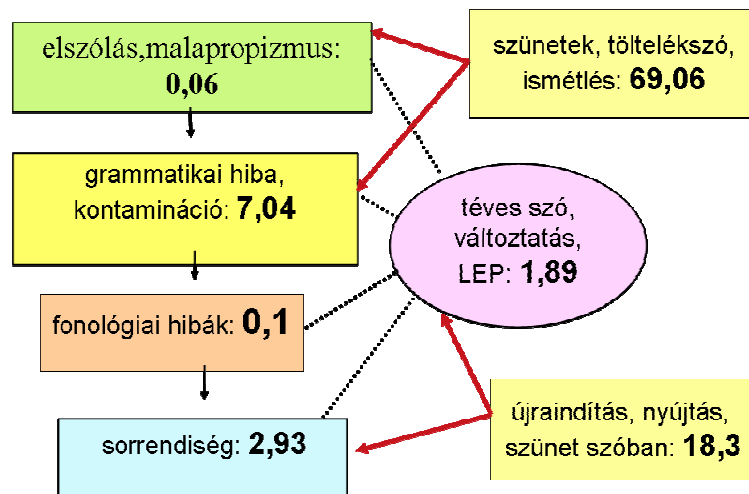 elszólás,malapropizmus:
0,06
szünetek, töltelékszó,
ismétlés: 69,06
grammatikai hiba,
kontamináció: 7,04
téves szó,
változtatás,
LEP: 1,89
fonológiai hibák: 0,1
sorrendiség: 2,93
újraindítás, nyújtás,
szünet szóban: 18,3